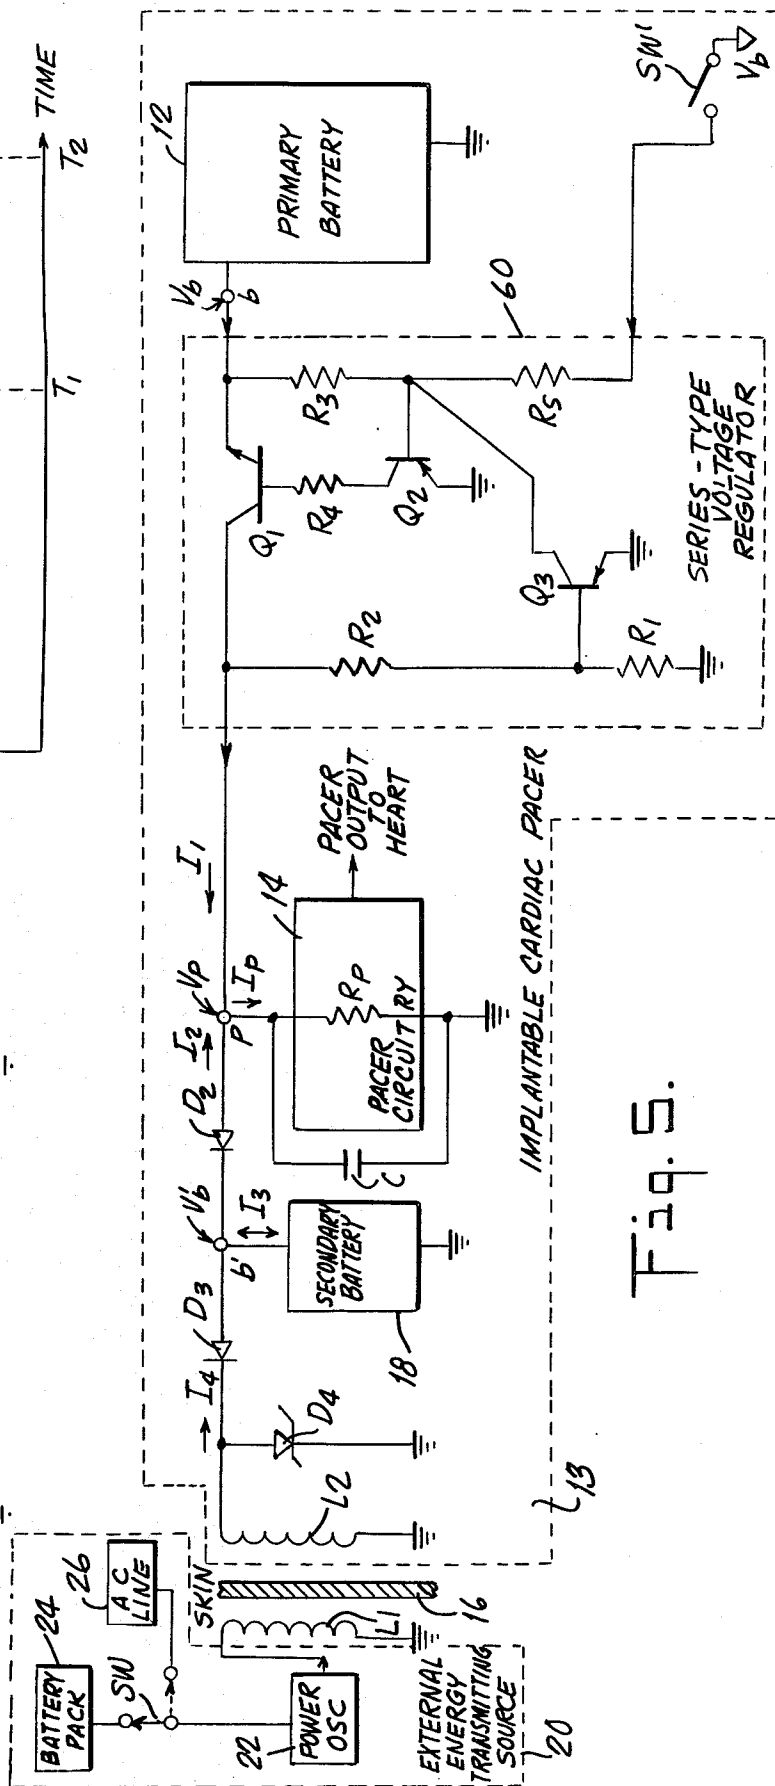 TIME
T1
T2
BATTERY
PACK
24
SW
A C
LINE
26
22
POWER
OSC
EXTERNAL
ENERGY
TRANSMITTING
SOURCE
20
SKIN
L1
16
L2
D4
I4
D3
V'b
b'
I3
SECONDARY
BATTERY
18
D2
I2
VP
P
IP
I1
C
14
RP
PACER
CIRCUITRY
PACER
OUTPUT
TO
HEART
IMPLANTABLE CARDIAC PACER
13
R2
R1
Q3
Q1
R4
Q2
R3
R5
SERIES-TYPE
VOLTAGE
REGULATOR
60
Vb
b
12
PRIMARY
BATTERY
SW'
Vb
Fig. 5.